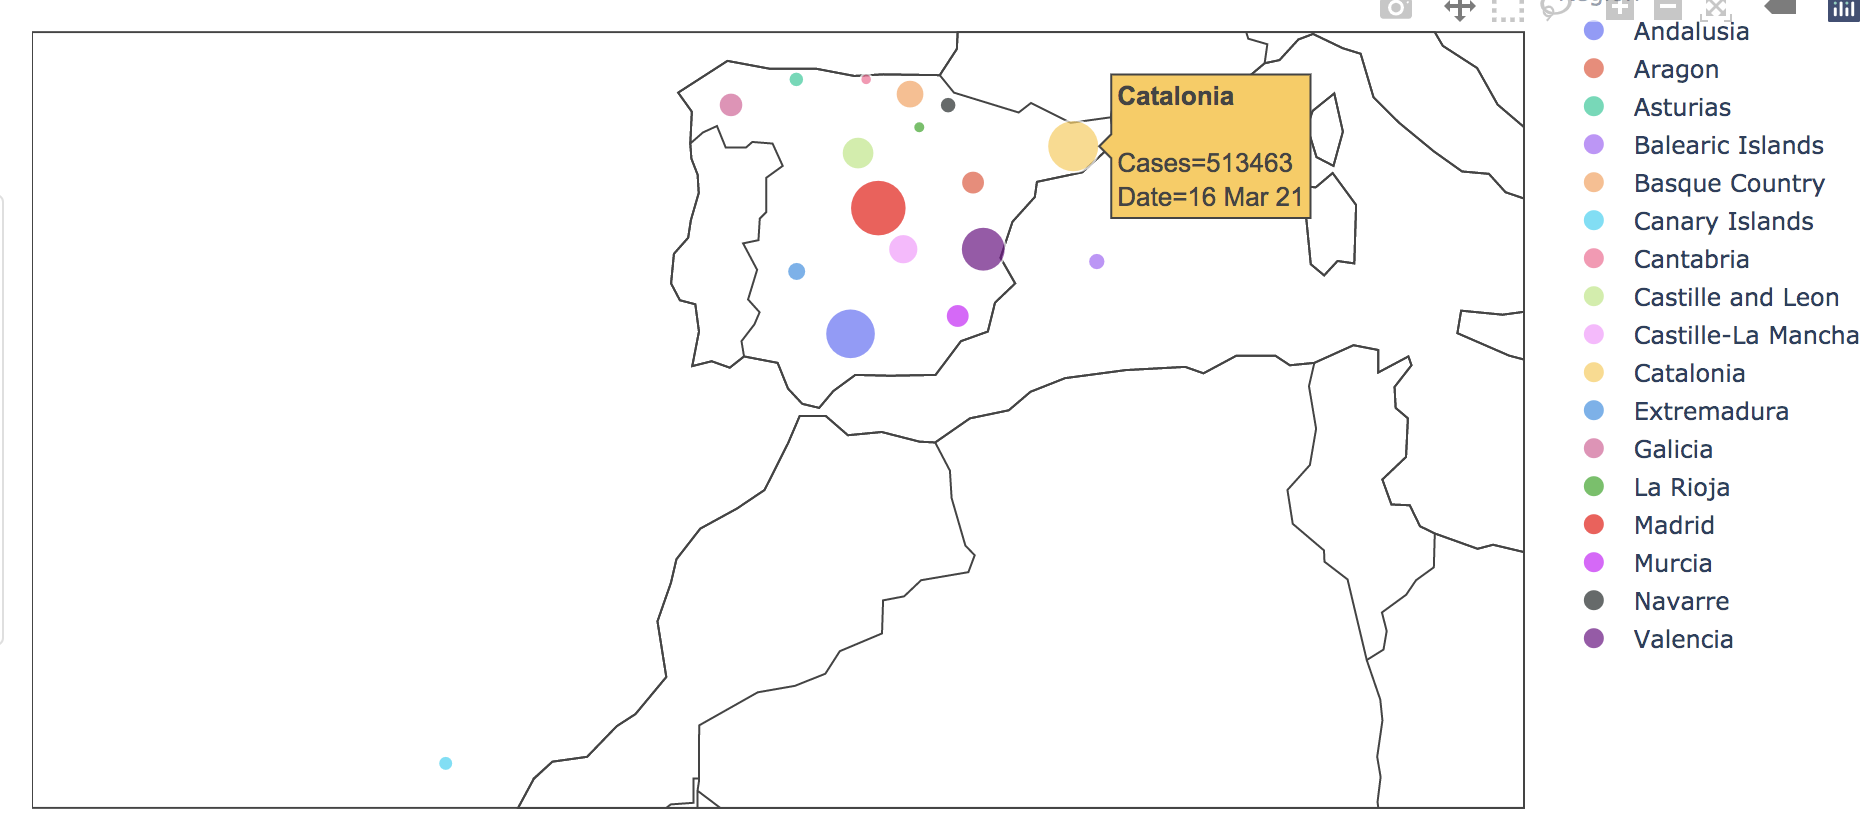 Catalonia
Cases=513463
Date=16 Mar 21
Andalusia
Aragon
Asturias
Balearic Islands
Basque Country
Canary Islands
Cantabria
Castille and Leon
Castille-La Mancha
Catalonia
Extremadura
Galicia
La Rioja
Madrid
Murcia
Navarre
Valencia